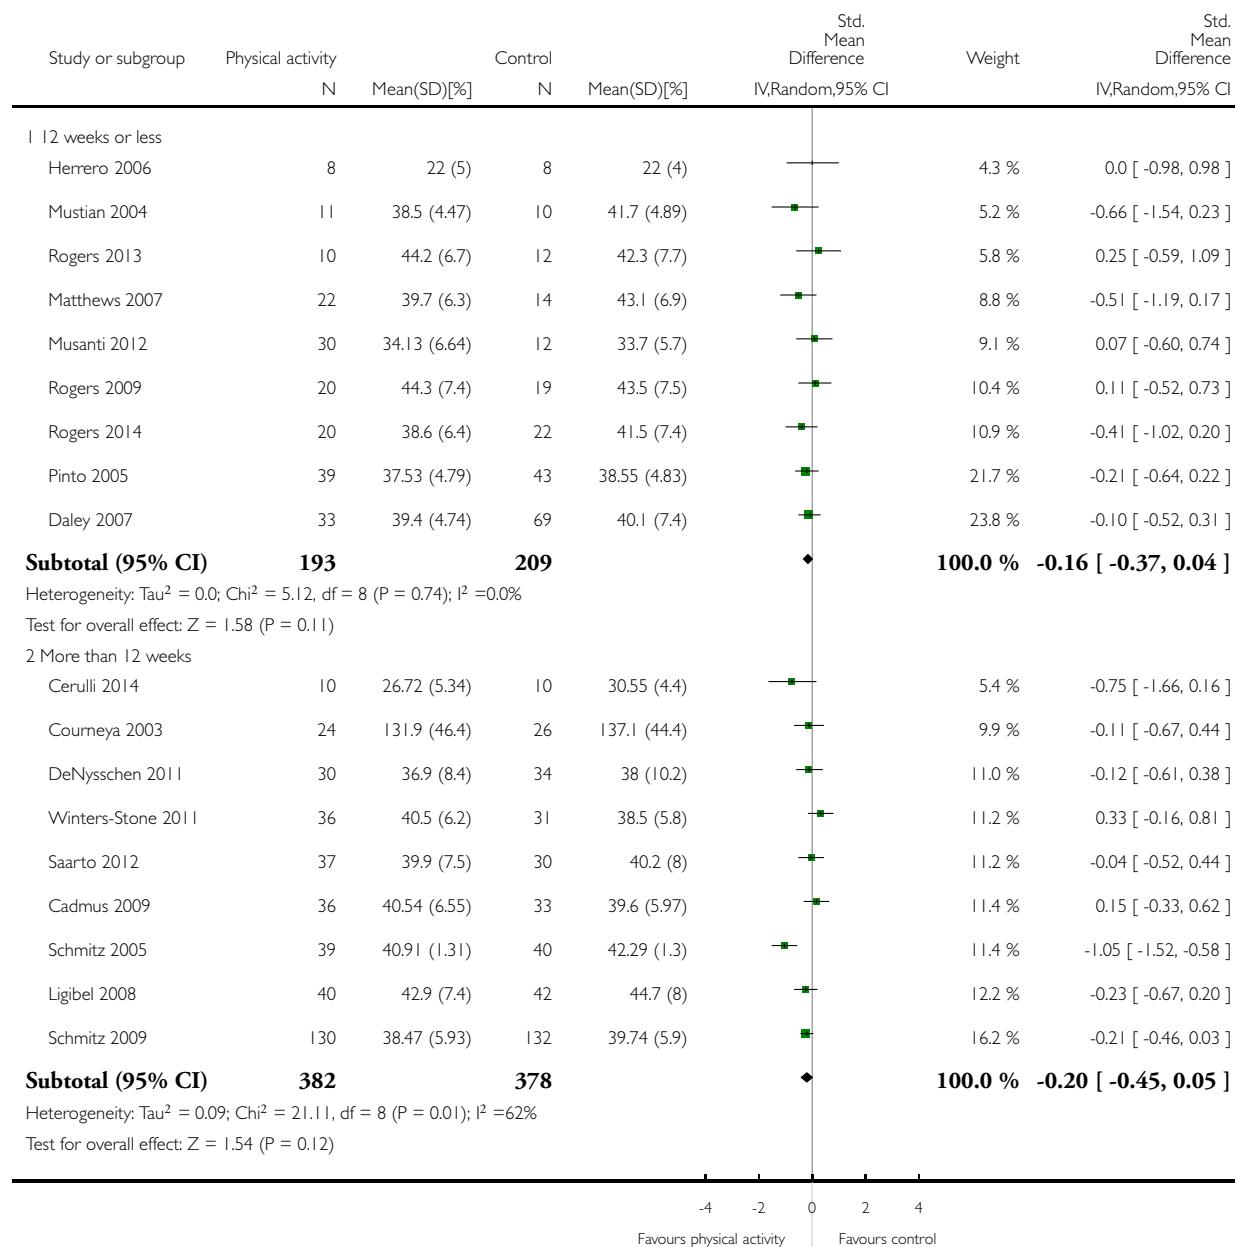 Std. Mean Difference Std. Mean Difference
Study or subgroup Physical activity Control Weight
N Mean(SD)[%] N Mean(SD)[%] IV,Random,95% CI IV,Random,95% CI
1 12 weeks or less
Herrero 2006 8 22 (5) 8 22 (4) 4.3 % 0.0 [ -0.98, 0.98 ]
Mustian 2004 11 38.5 (4.47) 10 41.7 (4.89) 5.2 % -0.66 [ -1.54, 0.23 ]
Rogers 2013 10 44.2 (6.7) 12 42.3 (7.7) 5.8 % 0.25 [ -0.59, 1.09 ]
Matthews 2007 22 39.7 (6.3) 14 43.1 (6.9) 8.8 % -0.51 [ -1.19, 0.17 ]
Musanti 2012 30 34.13 (6.64) 12 33.7 (5.7) 9.1 % 0.07 [ -0.60, 0.74 ]
Rogers 2009 20 44.3 (7.4) 19 43.5 (7.5) 10.4 % 0.11 [ -0.52, 0.73 ]
Rogers 2014 20 38.6 (6.4) 22 41.5 (7.4) 10.9 % -0.41 [ -1.02, 0.20 ]
Pinto 2005 39 37.53 (4.79) 43 38.55 (4.83) 21.7 % -0.21 [ -0.64, 0.22 ]
Daley 2007 33 39.4 (4.74) 69 40.1 (7.4) 23.8 % -0.10 [ -0.52, 0.31 ]
Subtotal (95% CI) 193 209 100.0 % -0.16 [ -0.37, 0.04 ]
Heterogeneity: Tau² = 0.0; Chi² = 5.12, df = 8 (P = 0.74); I² =0.0%
Test for overall effect: Z = 1.58 (P = 0.11)
2 More than 12 weeks
Cerulli 2014 10 26.72 (5.34) 10 30.55 (4.4) 5.4 % -0.75 [ -1.66, 0.16 ]
Courneya 2003 24 131.9 (46.4) 26 137.1 (44.4) 9.9 % -0.11 [ -0.67, 0.44 ]
DeNysschen 2011 30 36.9 (8.4) 34 38 (10.2) 11.0 % -0.12 [ -0.61, 0.38 ]
Winters-Stone 2011 36 40.5 (6.2) 31 38.5 (5.8) 11.2 % 0.33 [ -0.16, 0.81 ]
Saarto 2012 37 39.9 (7.5) 30 40.2 (8) 11.2 % -0.04 [ -0.52, 0.44 ]
Cadmus 2009 36 40.54 (6.55) 33 39.6 (5.97) 11.4 % 0.15 [ -0.33, 0.62 ]
Schmitz 2005 39 40.91 (1.31) 40 42.29 (1.3) 11.4 % -1.05 [ -1.52, -0.58 ]
Ligibel 2008 40 42.9 (7.4) 42 44.7 (8) 12.2 % -0.23 [ -0.67, 0.20 ]
Schmitz 2009 130 38.47 (5.93) 132 39.74 (5.9) 16.2 % -0.21 [ -0.46, 0.03 ]
Subtotal (95% CI) 382 378 100.0 % -0.20 [ -0.45, 0.05 ]
Heterogeneity: Tau² = 0.09; Chi² = 21.11, df = 8 (P = 0.01); I² =62%
Test for overall effect: Z = 1.54 (P = 0.12)
-4 -2 0 2 4
Favours physical activity Favours control